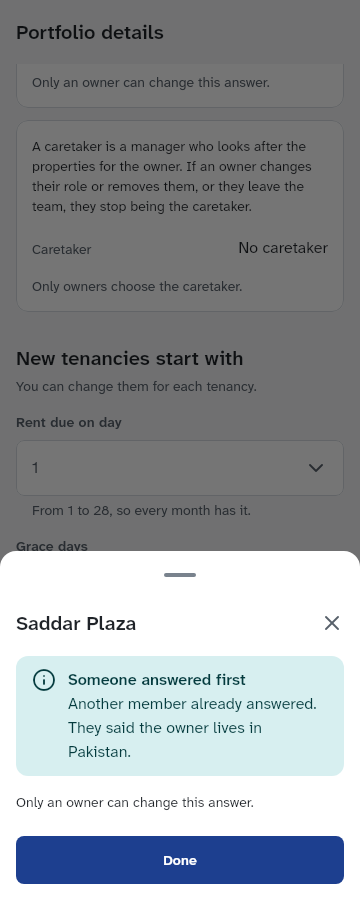 Portfolio details
Only an owner can change this answer.
A caretaker is a manager who looks after the
properties for the owner. If an owner changes
their role or removes them, or they leave the
team, they stop being the caretaker.
Caretaker
No caretaker
Only owners choose the caretaker.
New tenancies start with
You can change them for each tenancy.
Rent due on day
1
From 1 to 28, so every month has it.
Grace days
Saddar Plaza
Someone answered first
Another member already answered.
They said the owner lives in
Pakistan.
Only an owner can change this answer.
Done